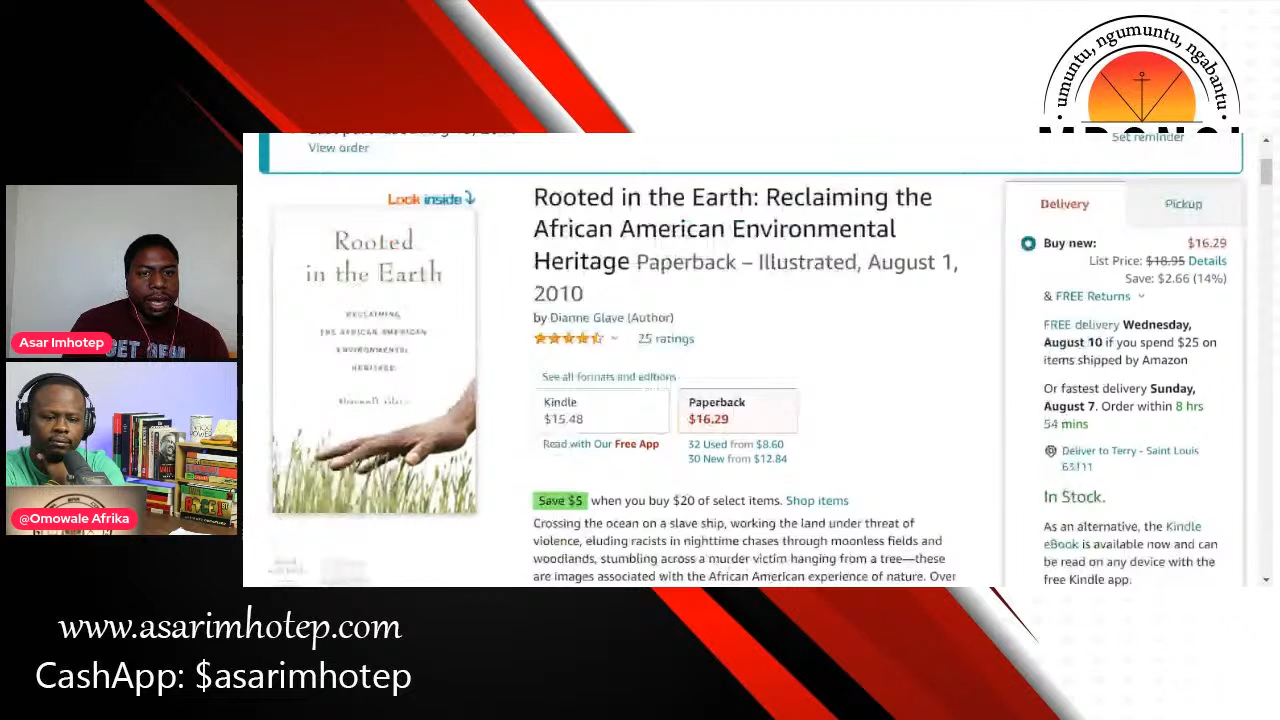 umuntu, ngumuntu, ngabantu
View order
Set reminder
Look inside
Rooted
in the Earth
RECLAIMING
THE AFRICAN AMERICAN
ENVIRONMENTAL
HERITAGE
Rooted in the Earth: Reclaiming the
African American Environmental
Heritage Paperback – Illustrated, August 1,
2010
by Dianne Glave (Author)
25 ratings
See all formats and editions
Kindle
$15.48
Paperback
$16.29
Read with Our Free App
32 Used from $8.60
30 New from $12.84
Save $5 when you buy $20 of select items. Shop items
Crossing the ocean on a slave ship, working the land under threat of
violence, eluding racists in nighttime chases through moonless fields and
woodlands, stumbling across a murder victim hanging from a tree—these
are images associated with the African American experience of nature. Over
Delivery
Pickup
Buy new: $16.29
List Price: $18.95 Details
Save: $2.66 (14%)
& FREE Returns
FREE delivery Wednesday,
August 10 if you spend $25 on
items shipped by Amazon
Or fastest delivery Sunday,
August 7. Order within 8 hrs
54 mins
Deliver to Terry - Saint Louis
63111
In Stock.
As an alternative, the Kindle
eBook is available now and can
be read on any device with the
free Kindle app.
Asar Imhotep
@Omowale Afrika
www.asarimhotep.com
CashApp: $asarimhotep